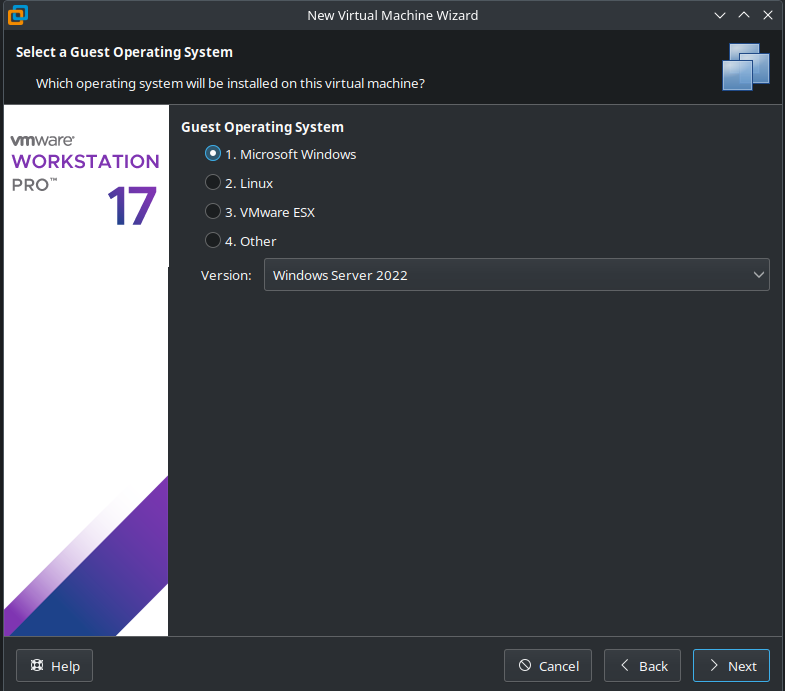 New Virtual Machine Wizard
Select a Guest Operating System
Which operating system will be installed on this virtual machine?
vmware®
WORKSTATION
PRO™
17
Guest Operating System
1. Microsoft Windows
2. Linux
3. VMware ESX
4. Other
Version: Windows Server 2022
Help Cancel Back Next